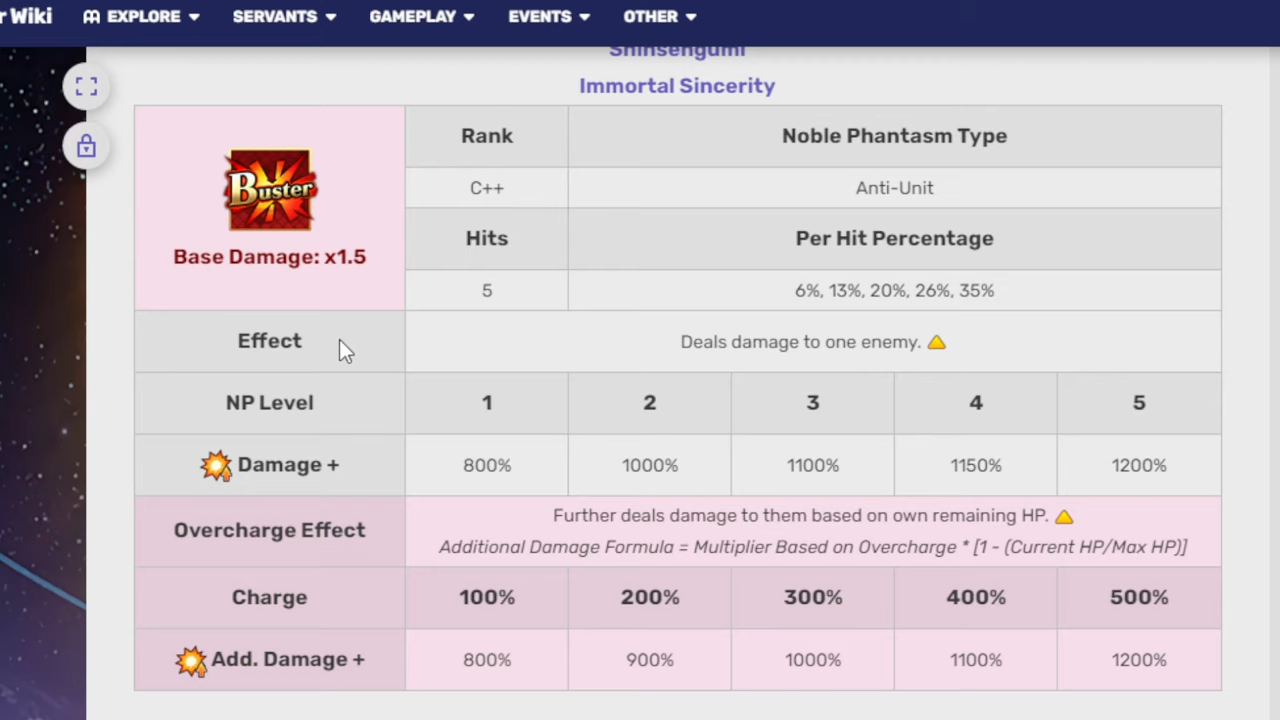 r Wiki EXPLORE SERVANTS GAMEPLAY EVENTS OTHER
Shinsengumi
Immortal Sincerity
Rank Noble Phantasm Type
Buster
C++ Anti-Unit
Hits Per Hit Percentage
Base Damage: x1.5
5 6%, 13%, 20%, 26%, 35%
Effect Deals damage to one enemy.
NP Level 1 2 3 4 5
Damage + 800% 1000% 1100% 1150% 1200%
Overcharge Effect Further deals damage to them based on own remaining HP.
Additional Damage Formula = Multiplier Based on Overcharge * [1 - (Current HP/Max HP)]
Charge 100% 200% 300% 400% 500%
Add. Damage + 800% 900% 1000% 1100% 1200%